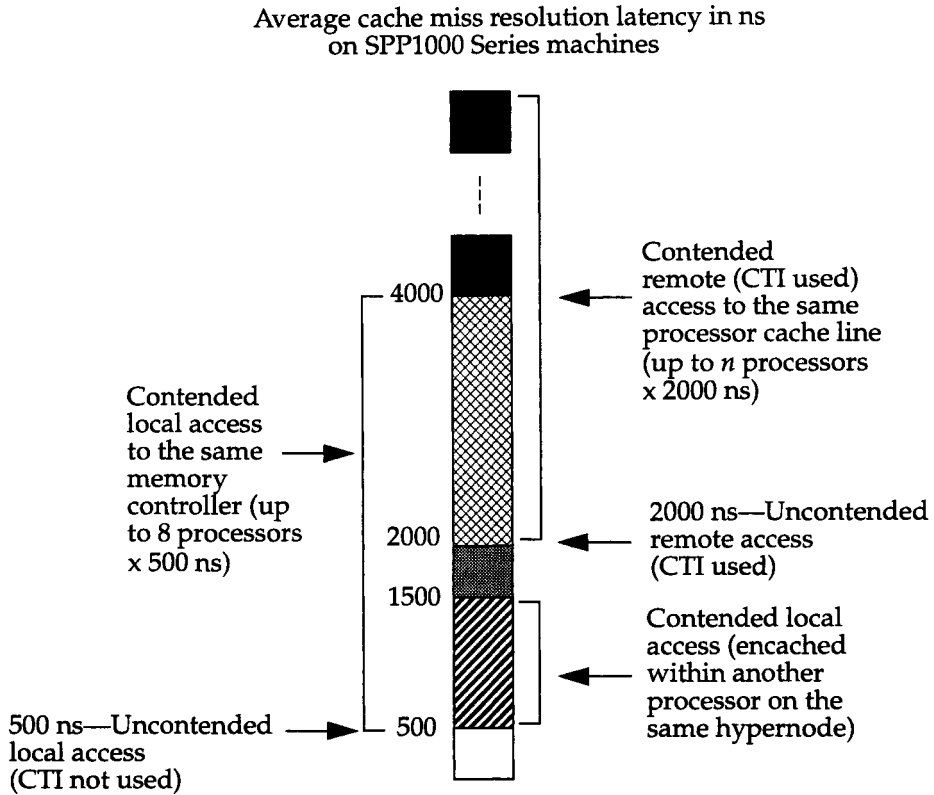 Average cache miss resolution latency in ns
on SPP1000 Series machines
4000
Contended
remote (CTI used)
access to the same
processor cache line
(up to n processors
x 2000 ns)
Contended
local access
to the same
memory
controller (up
to 8 processors
x 500 ns)
2000
2000 ns—Uncontended
remote access
(CTI used)
1500
Contended local
access (encached
within another
processor on the
same hypernode)
500 ns—Uncontended
local access
(CTI not used)
500